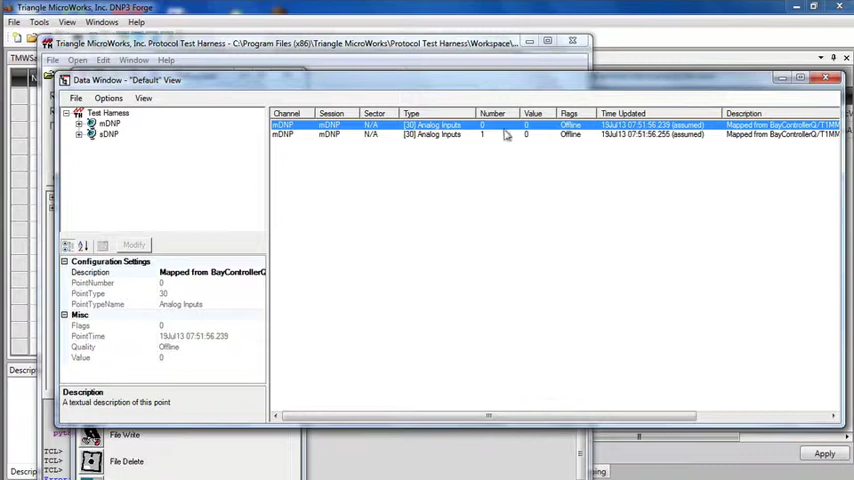 Triangle MicroWorks, Inc. DNP3 Forge
File Tools View Windows Help
Triangle MicroWorks, Inc. Protocol Test Harness - C:\Program Files (x86)\Triangle MicroWorks\Protocol Test Harness\Workspace\...
File Open Edit Window Help
Data Window - "Default" View
File Options View
Test Harness
mDNP
sDNP
Channel Session Sector Type Number Value Flags Time Updated Description
mDNP mDNP N/A [30] Analog Inputs 0 0 Offline 19Jul13 07:51:56.239 (assumed) Mapped from BayControllerQ/T1MM
mDNP mDNP N/A [30] Analog Inputs 1 0 Offline 19Jul13 07:51:56.255 (assumed) Mapped from BayControllerQ/T1MM
Modify
Configuration Settings
Description Mapped from BayControllerQ
PointNumber 0
PointType 30
PointTypeName Analog Inputs
Misc
Flags 0
PointTime 19Jul13 07:51:56.239
Quality Offline
Value 0
Description
A textual description of this point
File Write
File Delete
TCL>
TCL>
Apply